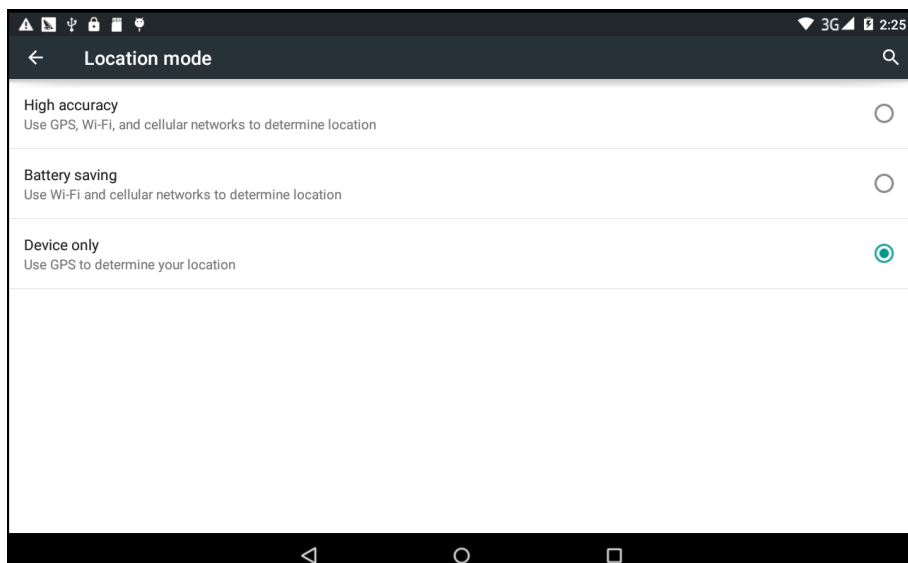 3G 2:25
Location mode
High accuracy
Use GPS, Wi-Fi, and cellular networks to determine location
Battery saving
Use Wi-Fi and cellular networks to determine location
Device only
Use GPS to determine your location